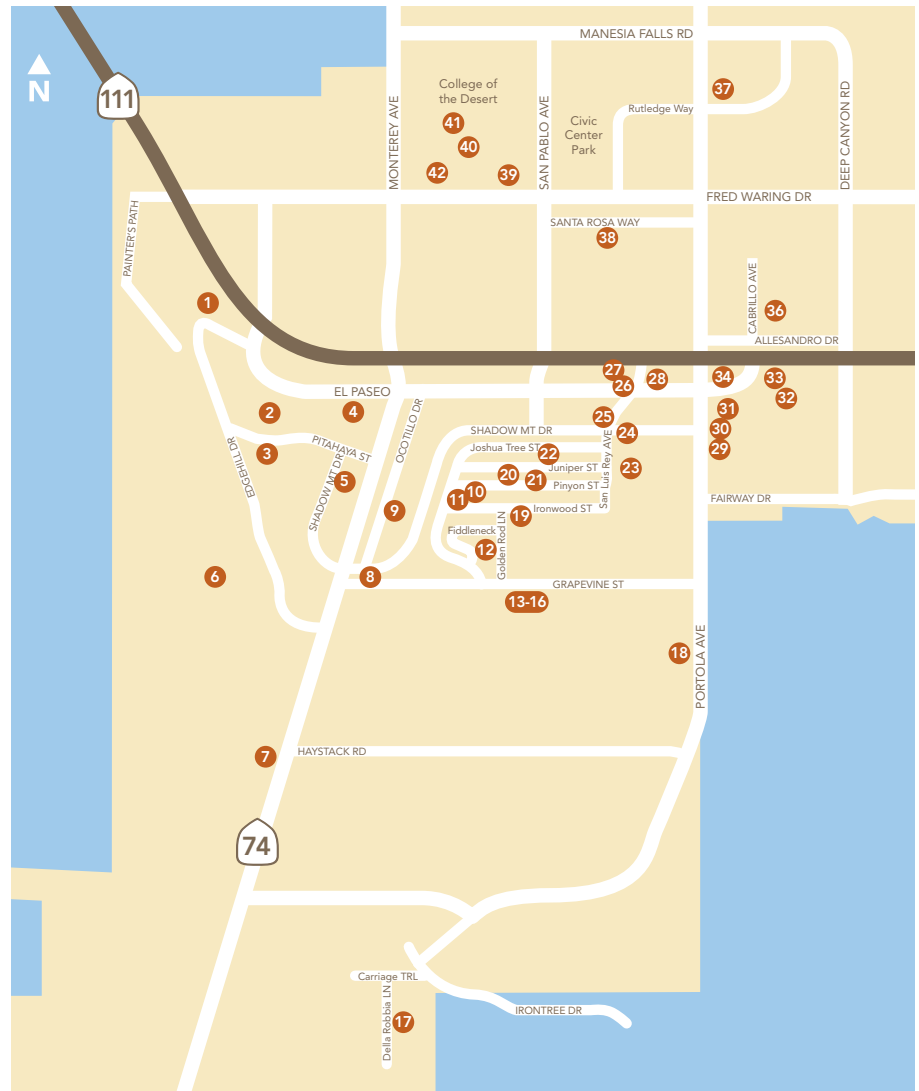 MANESIA FALLS RD
111
N
MONTEREY AVE
College of
the Desert
SAN PABLO AVE
Civic
Center
Park
Rutledge Way
DEEP CANYON RD
37
41
40
42
39
FRED WARING DR
PAINTER'S PATH
SANTA ROSA WAY
38
CABRILLO AVE
1
36
ALLESANDRO DR
27
28
34
33
26
EL PASEO
32
OCOTILLO DR
2
4
31
25
SHADOW MT DR
24
30
EDGEHILL DR
3
PITAHAYA ST
Joshua Tree ST
22
San Luis Rey AVE
29
SHADOW MT DR
5
20
Juniper ST
23
21
Pinyon ST
10
11
FAIRWAY DR
9
19
Ironwood ST
Fiddleneck
Golden Rod LN
12
6
8
GRAPEVINE ST
13-16
18
PORTOLA AVE
7
HAYSTACK RD
74
Carriage TRL
Della Robbia LN
17
IRONTREE DR